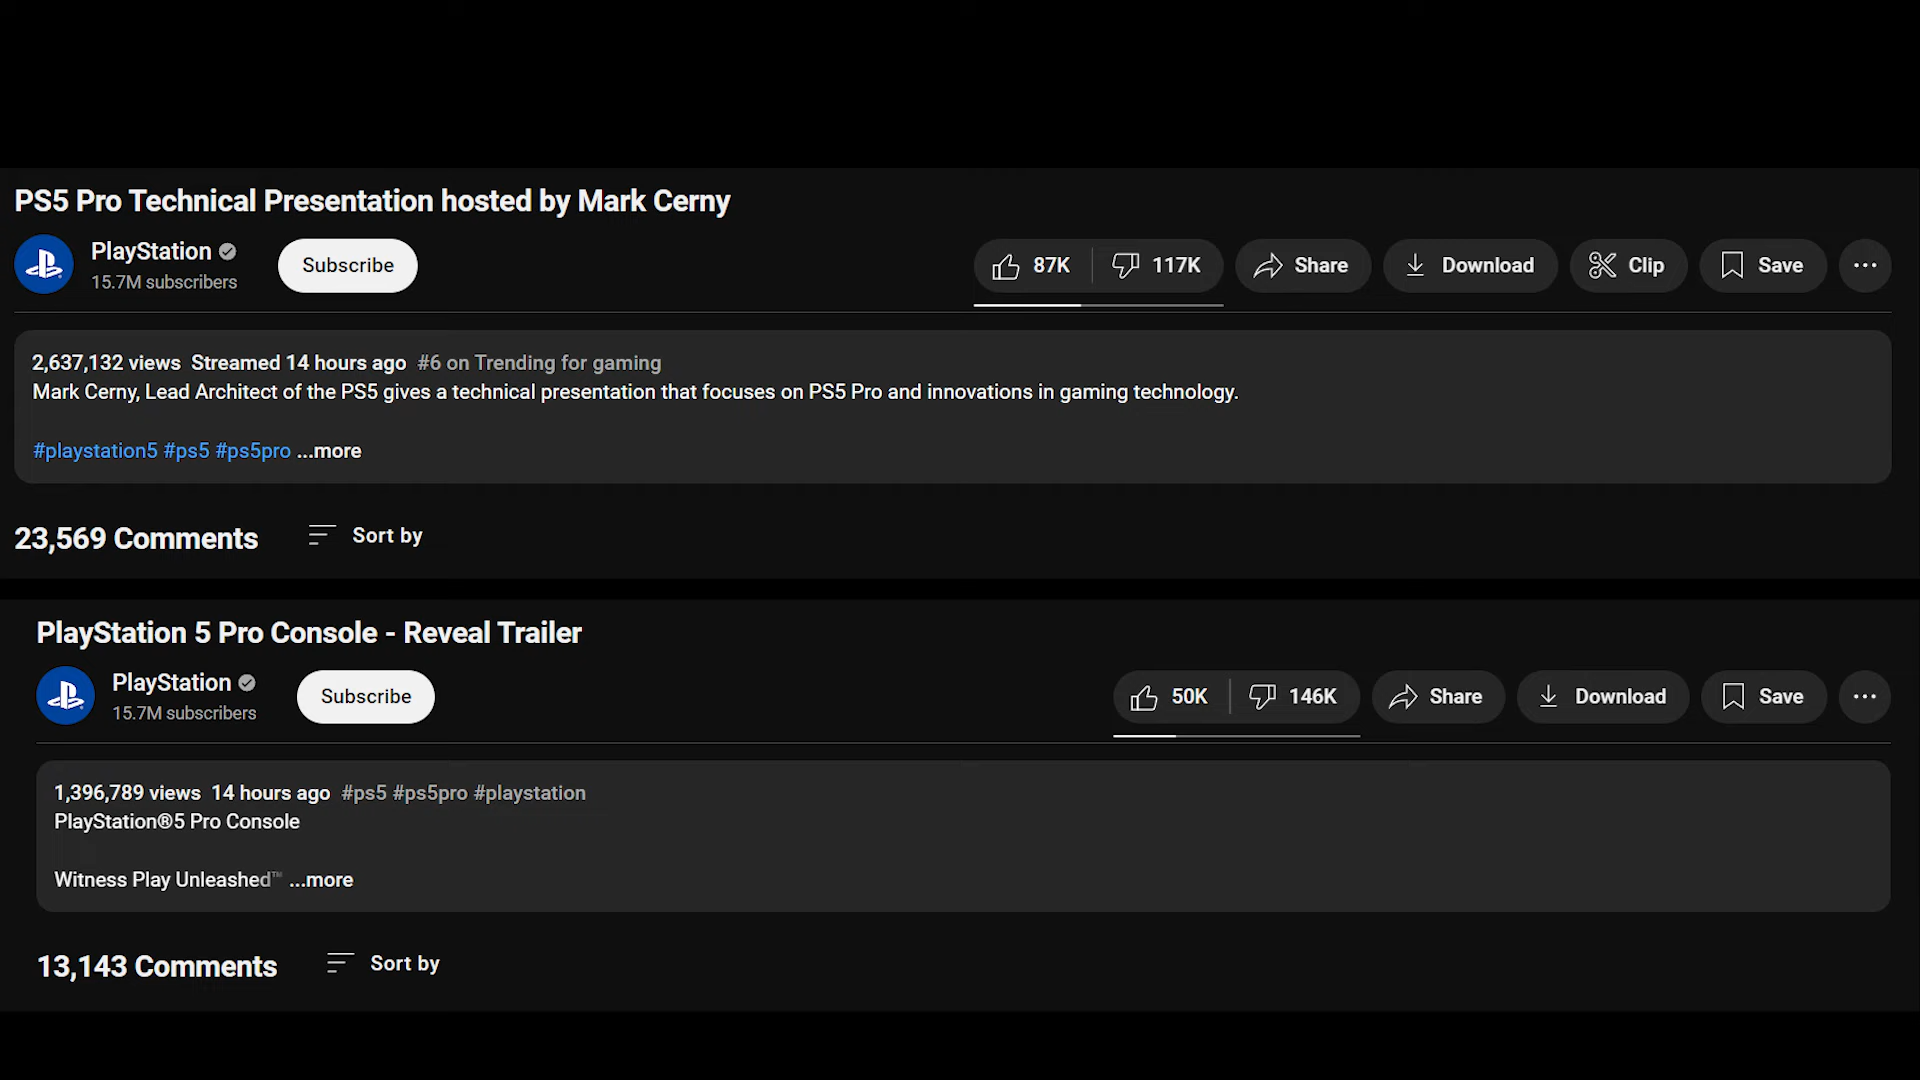 PS5 Pro Technical Presentation hosted by Mark Cerny
PlayStation
15.7M subscribers
Subscribe
87K
117K
Share
Download
Clip
Save
2,637,132 views Streamed 14 hours ago #6 on Trending for gaming
Mark Cerny, Lead Architect of the PS5 gives a technical presentation that focuses on PS5 Pro and innovations in gaming technology.
#playstation5 #ps5 #ps5pro ...more
23,569 Comments
Sort by
PlayStation 5 Pro Console - Reveal Trailer
PlayStation
15.7M subscribers
Subscribe
50K
146K
Share
Download
Save
1,396,789 views 14 hours ago #ps5 #ps5pro #playstation
PlayStation®5 Pro Console
Witness Play Unleashed™ ...more
13,143 Comments
Sort by